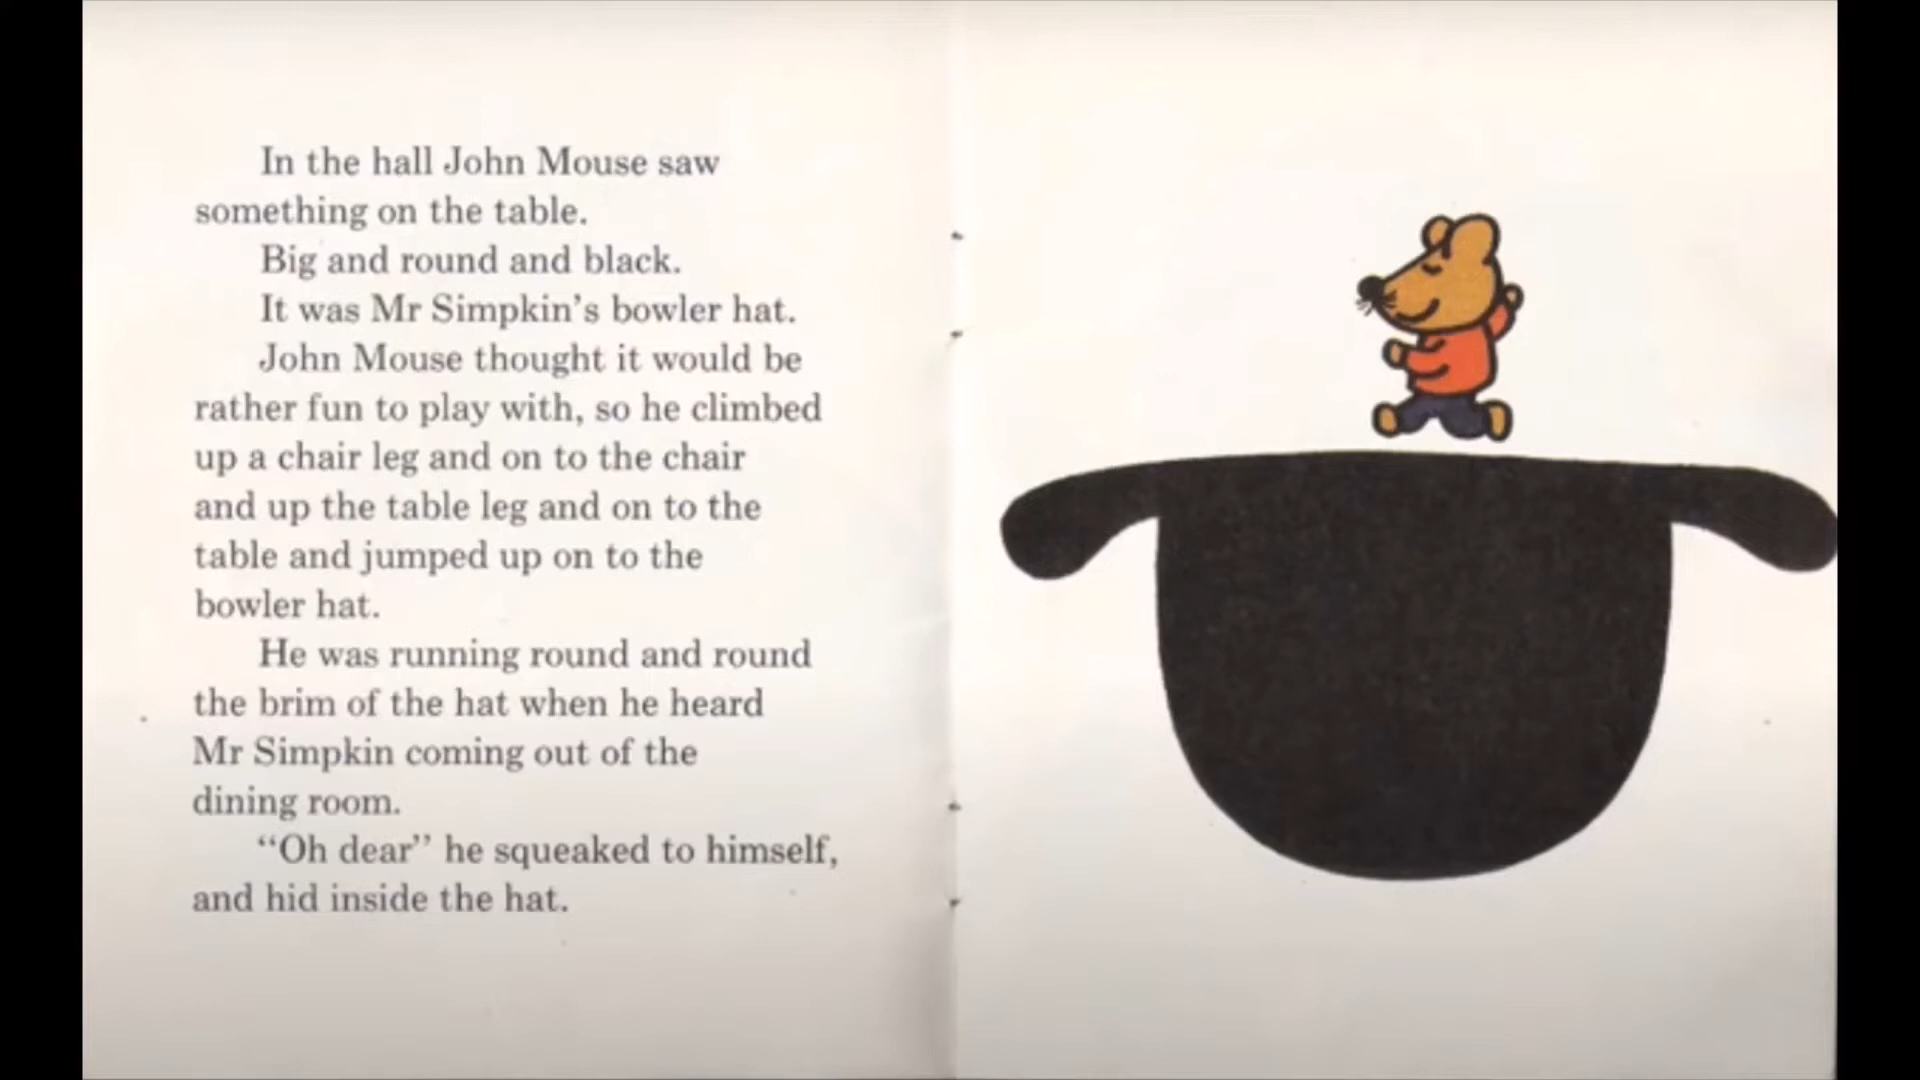 In the hall John Mouse saw
something on the table.
Big and round and black.
It was Mr Simpkin's bowler hat.
John Mouse thought it would be
rather fun to play with, so he climbed
up a chair leg and on to the chair
and up the table leg and on to the
table and jumped up on to the
bowler hat.
He was running round and round
the brim of the hat when he heard
Mr Simpkin coming out of the
dining room.
“Oh dear” he squeaked to himself,
and hid inside the hat.